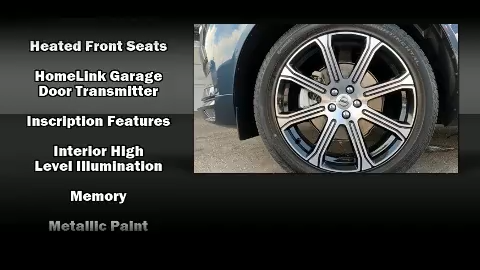 Heated Front Seats
HomeLink Garage
Door Transmitter
Inscription Features
Interior High
Level Illumination
Memory
Metallic Paint